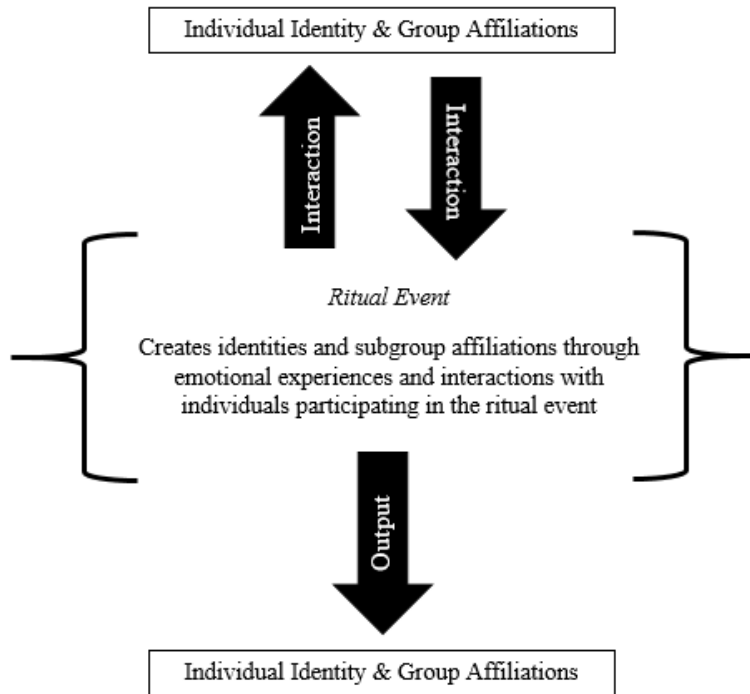 Individual Identity & Group Affiliations
Interaction
Interaction
Ritual Event
Creates identities and subgroup affiliations through
emotional experiences and interactions with
individuals participating in the ritual event
Output
Individual Identity & Group Affiliations